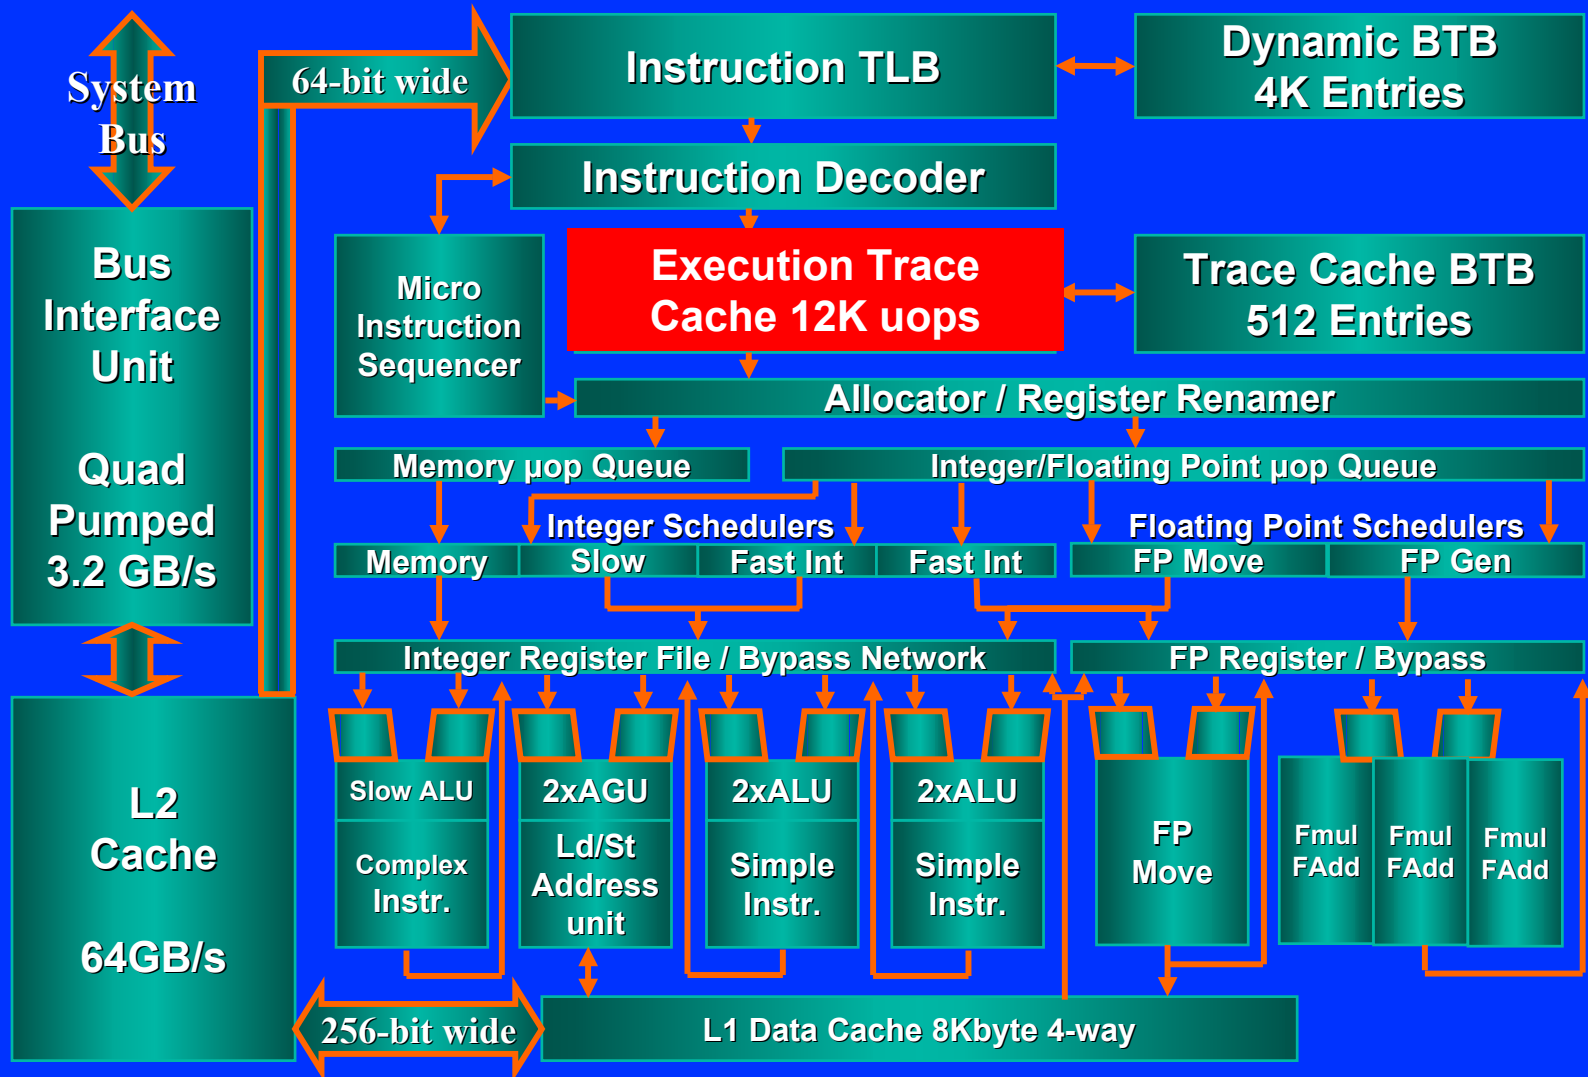 System
Bus
64-bit wide
Instruction TLB
Dynamic BTB
4K Entries
Instruction Decoder
Bus
Interface
Unit
Quad
Pumped
3.2 GB/s
Micro
Instruction
Sequencer
Execution Trace
Cache 12K uops
Trace Cache BTB
512 Entries
Allocator / Register Renamer
Memory µop Queue
Integer/Floating Point µop Queue
Integer Schedulers
Floating Point Schedulers
Memory
Slow
Fast Int
Fast Int
FP Move
FP Gen
Integer Register File / Bypass Network
FP Register / Bypass
L2
Cache
64GB/s
Slow ALU
Complex
Instr.
2xAGU
Ld/St
Address
unit
2xALU
Simple
Instr.
2xALU
Simple
Instr.
FP
Move
Fmul
FAdd
Fmul
FAdd
Fmul
FAdd
256-bit wide
L1 Data Cache 8Kbyte 4-way